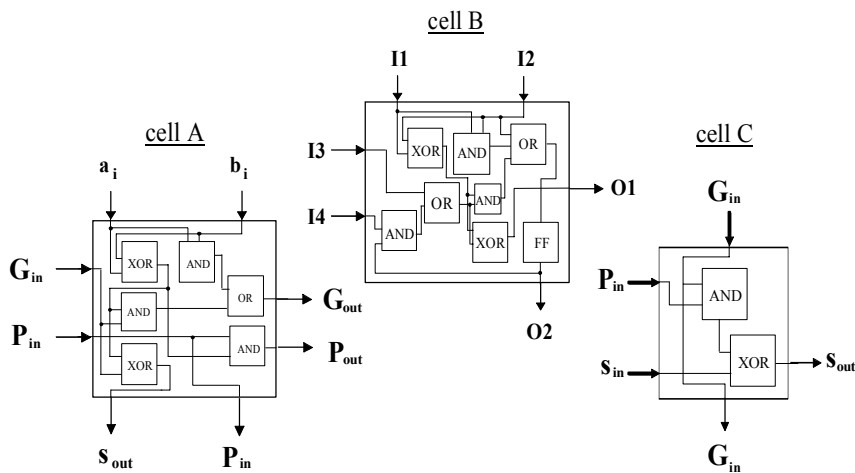 cell A
a i b i
XOR
AND
G in
AND
OR
G out
P in
AND
P out
XOR
s out P in
cell B
I1 I2
XOR
AND
OR
I3
OR
AND
O1
I4
AND
XOR
FF
O2
cell C
G in
P in
AND
s in
XOR
s out
G in